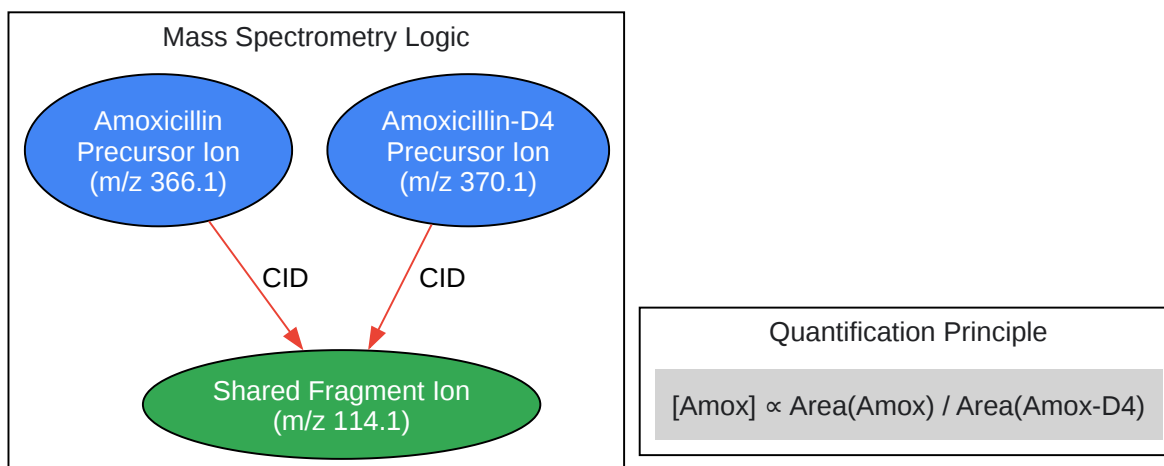 Mass Spectrometry Logic
Amoxicillin
Precursor Ion
(m/z 366.1)
Amoxicillin-D4
Precursor Ion
(m/z 370.1)
CID
CID
Shared Fragment Ion
(m/z 114.1)
Quantification Principle
[Amox] ∝ Area(Amox) / Area(Amox-D4)